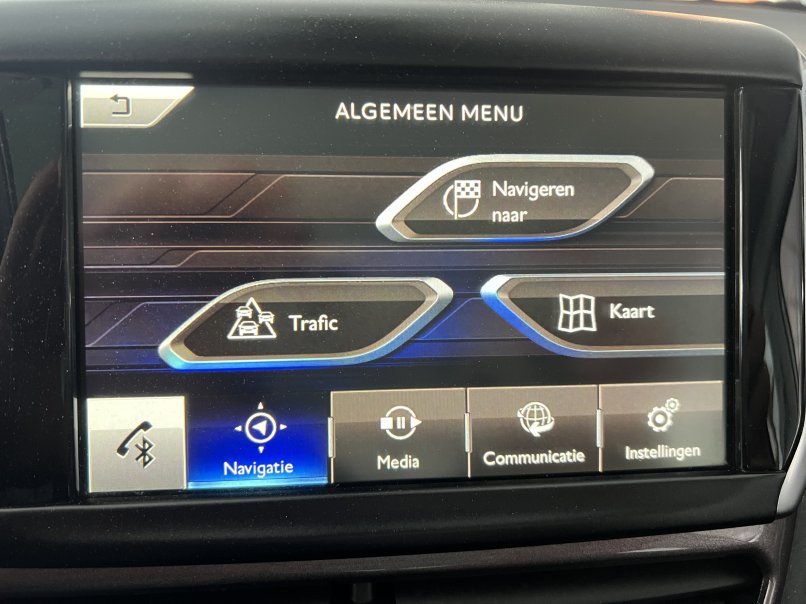 ALGEMEEN MENU
Navigeren
naar
Trafic
Kaart
Navigatie
Media
Communicatie
Instellingen